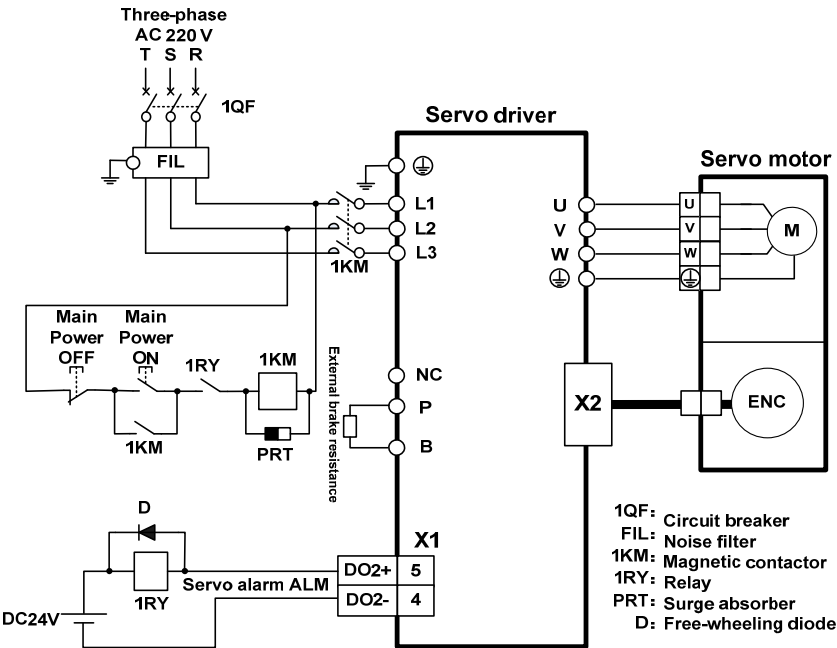 Three-phase
AC 220 V
T S R
1QF
FIL
Servo driver
Servo motor
L1
L2
L3
1KM
U
V
W
U
V
W
M
Main
Power
OFF
Main
Power
ON
1RY
1KM
1KM
PRT
External brake resistance
NC
P
B
X2
ENC
D
1RY
Servo alarm ALM
DC24V
X1
DO2+ 5
DO2- 4
1QF: Circuit breaker
FIL: Noise filter
1KM: Magnetic contactor
1RY: Relay
PRT: Surge absorber
D: Free-wheeling diode